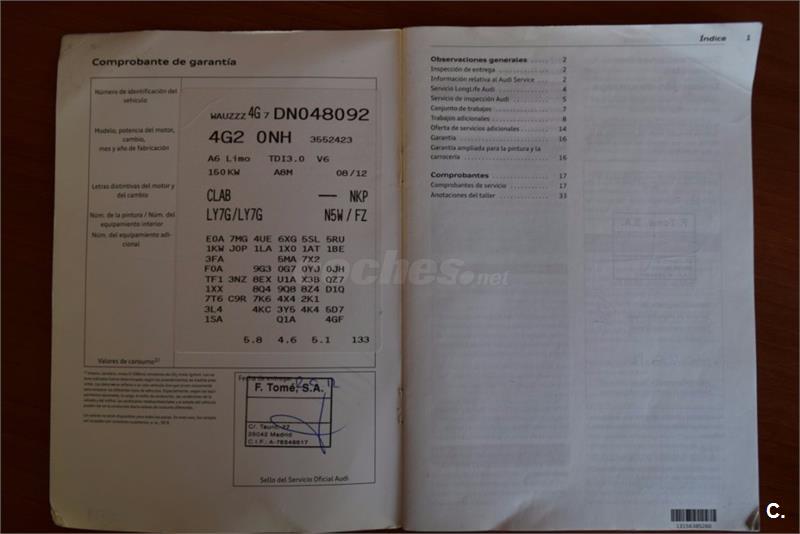 Comprobante de garantía
Número de identificación del
vehículo
WAUZZZ 4G 7 DN048092
4G2 0NH 3552423
Modelo, potencia del motor,
cambio,
mes y año de fabricación
A6 Limo TDI3.0 V6
150 KW A8M 08/12
Letras distintivas del motor y
del cambio
CLAB — NKP
Núm. de la pintura / Núm. del
equipamiento interior
LY7G/LY7G N5W / FZ
Núm. del equipamiento adi-
cional
E0A 7MG 4UE 6XG 5SL 5RU
1KW J0P 1LA 1X0 1AT 1BE
3FA 5MA 7X2
F0A 9G3 0G7 0YJ 0JH
TF1 3NZ 8EX U1A X3B QZ7
1XX 8Q4 9Q8 8Z4 D1Q
7T6 C9R 7K6 4X4 2K1
3L4 4KC 3Y5 4K4 5D7
1SA Q1A 4GF
5.8 4.6 5.1 133
Valores de consumo
Fecha de entrega:
F. Tomé, S.A.
28042 Madrid
Sello del Servicio Oficial Audi
Índice 1
Observaciones generales ..... 2
Inspección de entrega ..... 2
Información relativa al Audi Service ..... 2
Servicio LongLife Audi ..... 4
Servicio de inspección Audi ..... 5
Conjunto de trabajos ..... 7
Trabajos adicionales ..... 8
Oferta de servicios adicionales ..... 14
Garantía ..... 16
Garantía ampliada para la pintura y la
carrocería ..... 16
Comprobantes ..... 17
Comprobantes de servicio ..... 17
Anotaciones del taller ..... 33
coches.net
C.